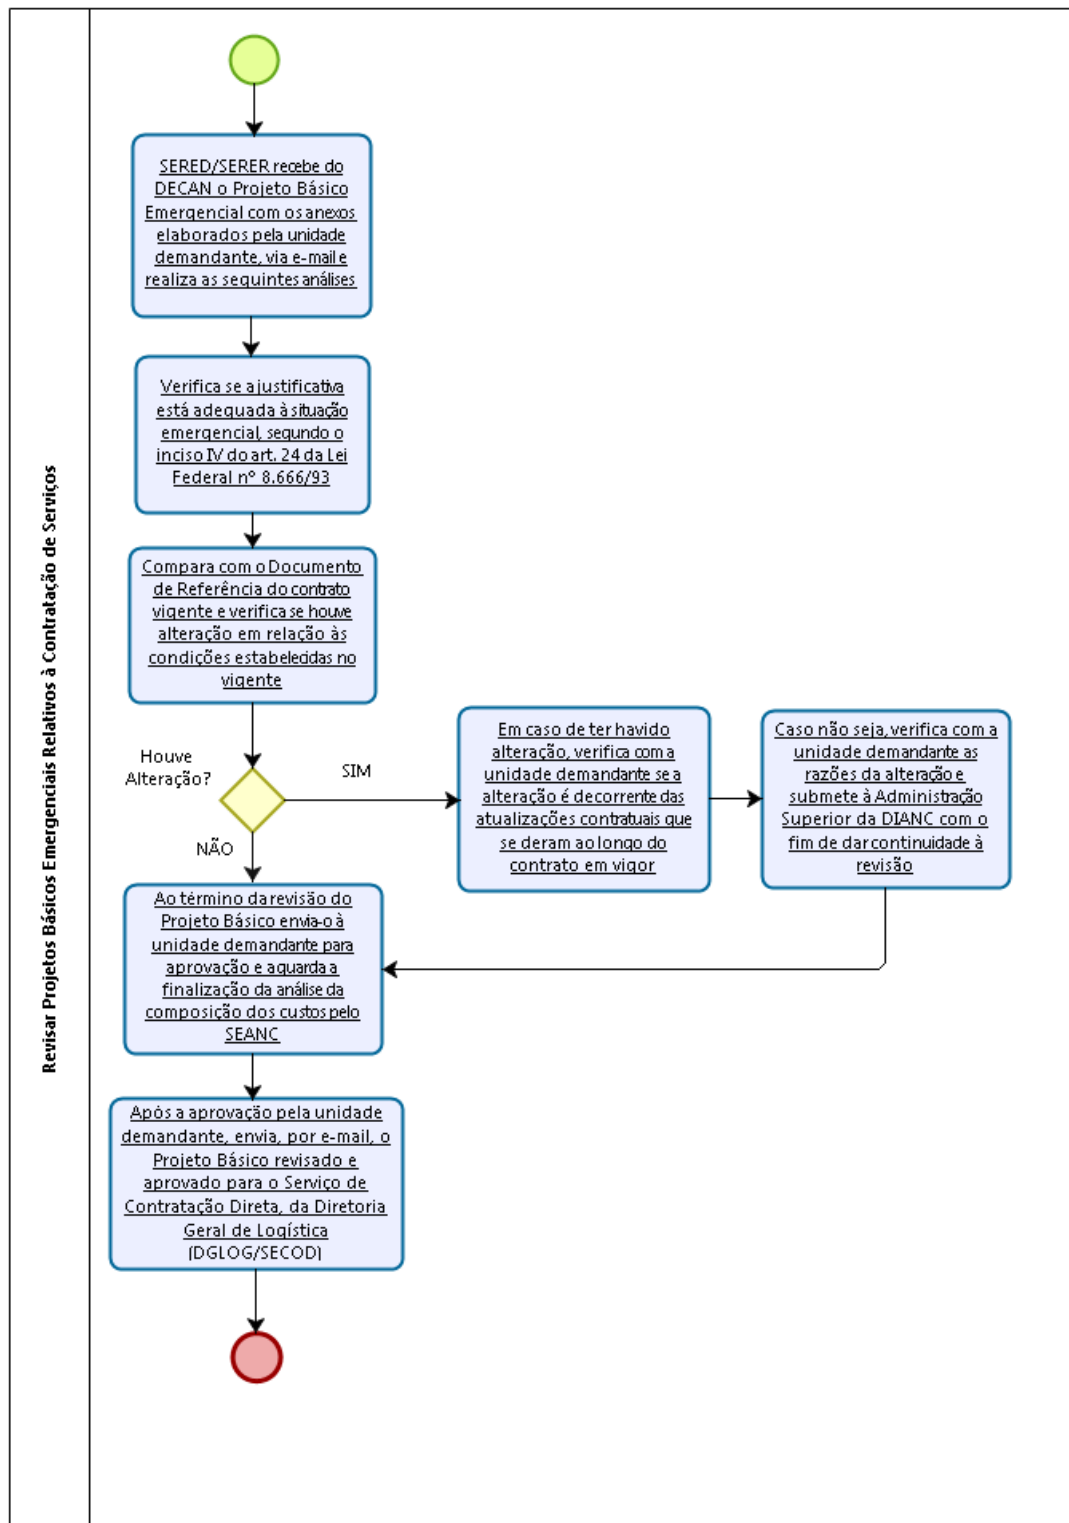 Revisar Projetos Básicos Emergenciais Relativos à Contratação de Serviços
SERED/SERER recebe do
DECAN o Projeto Básico
Emergencial com os anexos
elaborados pela unidade
demandante, via e-mail e
realiza as seguintes análises
Verifica se a justificativa
está adequada à situação
emergencial, segundo o
inciso IV do art. 24 da Lei
Federal nº 8.666/93
Compara com o Documento
de Referência do contrato
vigente e verifica se houve
alteração em relação às
condições estabelecidas no
vigente
Houve
Alteração?
SIM
NÃO
Em caso de ter havido
alteração, verifica com a
unidade demandante se a
alteração é decorrente das
atualizações contratuais que
se deram ao longo do
contrato em vigor
Caso não seja, verifica com a
unidade demandante as
razões da alteração e
submete à Administração
Superior da DIANC com o
fim de dar continuidade à
revisão
Ao término da revisão do
Projeto Básico envia-o à
unidade demandante para
aprovação e aguarda a
finalização da análise da
composição dos custos pelo
SEANC
Após a aprovação pela unidade
demandante, envia, por e-mail, o
Projeto Básico revisado e
aprovado para o Serviço de
Contratação Direta, da Diretoria
Geral de Logística
(DGLOG/SECOD)